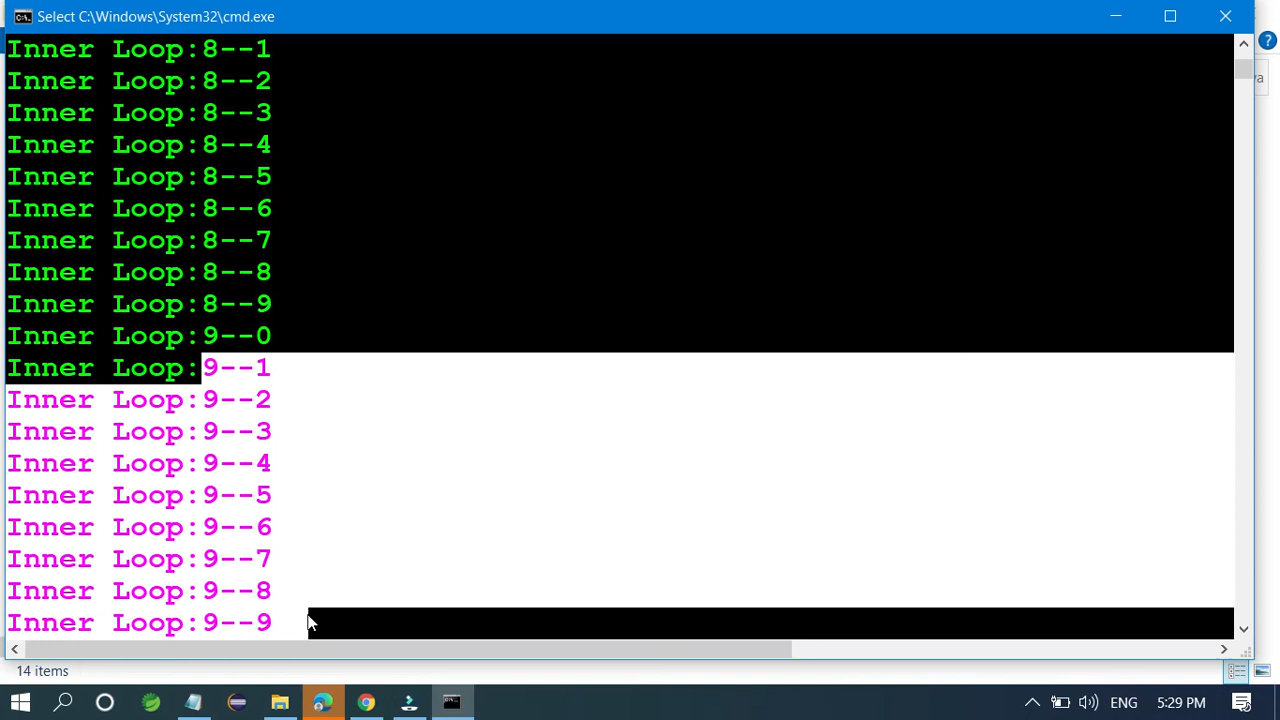 Select C:\Windows\System32\cmd.exe
Inner Loop:8--1
Inner Loop:8--2
Inner Loop:8--3
Inner Loop:8--4
Inner Loop:8--5
Inner Loop:8--6
Inner Loop:8--7
Inner Loop:8--8
Inner Loop:8--9
Inner Loop:9--0
Inner Loop:9--1
Inner Loop:9--2
Inner Loop:9--3
Inner Loop:9--4
Inner Loop:9--5
Inner Loop:9--6
Inner Loop:9--7
Inner Loop:9--8
Inner Loop:9--9
14 items
ENG 5:29 PM